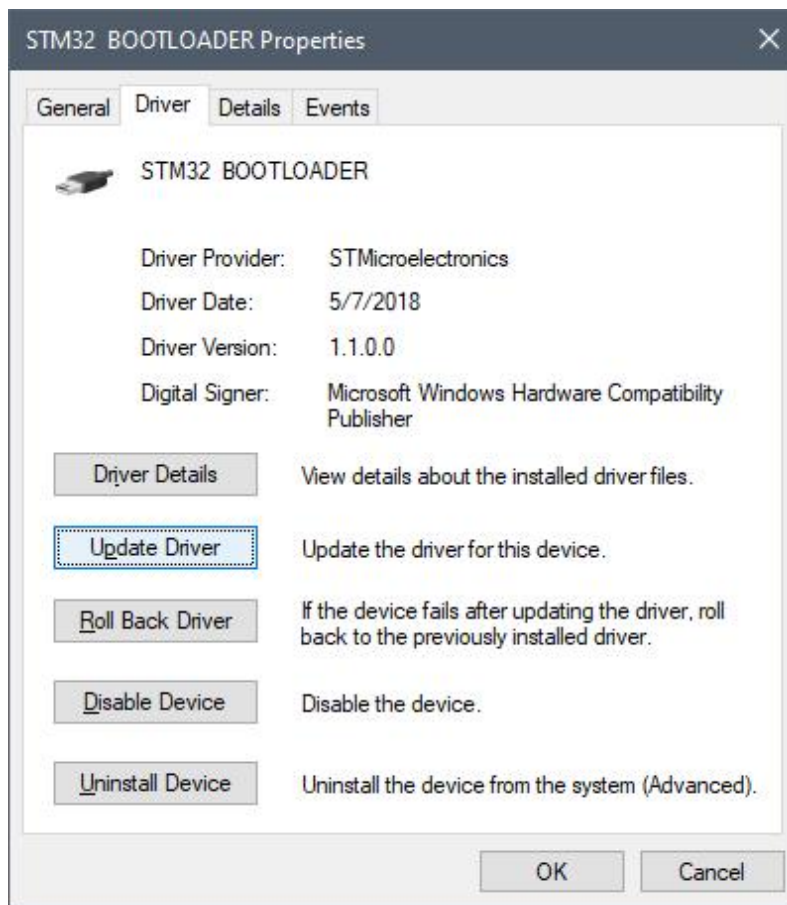 STM32 BOOTLOADER Properties
General Driver Details Events
STM32 BOOTLOADER
Driver Provider: STMicroelectronics
Driver Date: 5/7/2018
Driver Version: 1.1.0.0
Digital Signer: Microsoft Windows Hardware Compatibility
Publisher
Driver Details View details about the installed driver files.
Update Driver Update the driver for this device.
Roll Back Driver If the device fails after updating the driver, roll
back to the previously installed driver.
Disable Device Disable the device.
Uninstall Device Uninstall the device from the system (Advanced).
OK Cancel